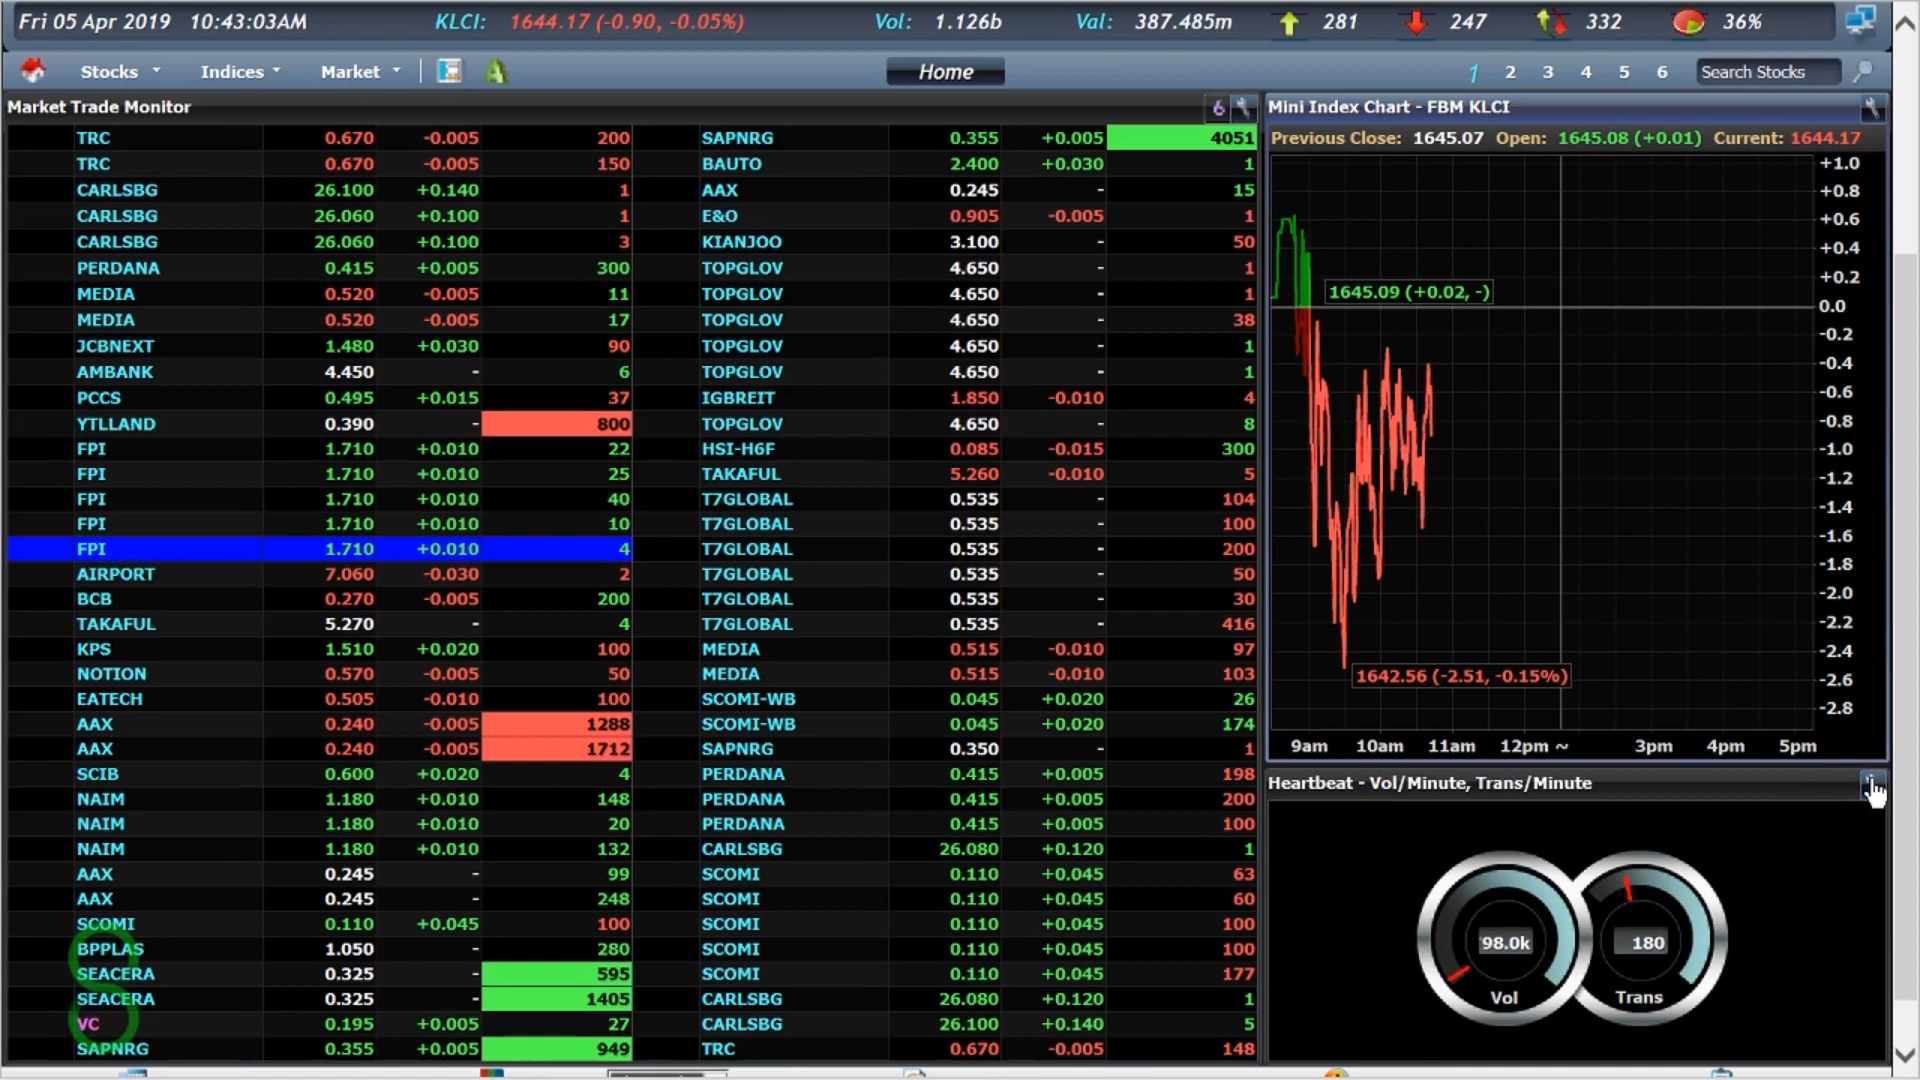 Fri 05 Apr 2019 10:43:03AM KLCI: 1644.17 (-0.90, -0.05%) Vol: 1.126b Val: 387.485m 281 247 332 36%
Stocks Indices Market Home 1 2 3 4 5 6 Search Stocks
Market Trade Monitor 6
TRC 0.670 -0.005 200 SAPNRG 0.355 +0.005 4051
TRC 0.670 -0.005 150 BAUTO 2.400 +0.030 1
CARLSBG 26.100 +0.140 1 AAX 0.245 - 15
CARLSBG 26.060 +0.100 1 E&O 0.905 -0.005 1
CARLSBG 26.060 +0.100 3 KIANJOO 3.100 - 50
PERDANA 0.415 +0.005 300 TOPGLOV 4.650 - 1
MEDIA 0.520 -0.005 11 TOPGLOV 4.650 - 1
MEDIA 0.520 -0.005 17 TOPGLOV 4.650 - 38
JCBNEXT 1.480 +0.030 90 TOPGLOV 4.650 - 1
AMBANK 4.450 - 6 TOPGLOV 4.650 - 1
PCCS 0.495 +0.015 37 IGBREIT 1.850 -0.010 4
YTLLAND 0.390 - 800 TOPGLOV 4.650 - 8
FPI 1.710 +0.010 22 HSI-H6F 0.085 -0.015 300
FPI 1.710 +0.010 25 TAKAFUL 5.260 -0.010 5
FPI 1.710 +0.010 40 T7GLOBAL 0.535 - 104
FPI 1.710 +0.010 10 T7GLOBAL 0.535 - 100
FPI 1.710 +0.010 4 T7GLOBAL 0.535 - 200
AIRPORT 7.060 -0.030 2 T7GLOBAL 0.535 - 50
BCB 0.270 -0.005 200 T7GLOBAL 0.535 - 30
TAKAFUL 5.270 - 4 T7GLOBAL 0.535 - 416
KPS 1.510 +0.020 100 MEDIA 0.515 -0.010 97
NOTION 0.570 -0.005 50 MEDIA 0.515 -0.010 103
EATECH 0.505 -0.010 100 SCOMI-WB 0.045 +0.020 26
AAX 0.240 -0.005 1288 SCOMI-WB 0.045 +0.020 174
AAX 0.240 -0.005 1712 SAPNRG 0.350 - 1
SCIB 0.600 +0.020 4 PERDANA 0.415 +0.005 198
NAIM 1.180 +0.010 148 PERDANA 0.415 +0.005 200
NAIM 1.180 +0.010 20 PERDANA 0.415 +0.005 100
NAIM 1.180 +0.010 132 CARLSBG 26.080 +0.120 1
AAX 0.245 - 99 SCOMI 0.110 +0.045 63
AAX 0.245 - 248 SCOMI 0.110 +0.045 60
SCOMI 0.110 +0.045 100 SCOMI 0.110 +0.045 100
BPPLAS 1.050 - 280 SCOMI 0.110 +0.045 100
SEACERA 0.325 - 595 SCOMI 0.110 +0.045 177
SEACERA 0.325 - 1405 CARLSBG 26.080 +0.120 1
VC 0.195 +0.005 27 CARLSBG 26.100 +0.140 5
SAPNRG 0.355 +0.005 949 TRC 0.670 -0.005 148
Mini Index Chart - FBM KLCI
Previous Close: 1645.07 Open: 1645.08 (+0.01) Current: 1644.17
+1.0
+0.8
+0.6
+0.4
+0.2
1645.09 (+0.02, -)
0.0
-0.2
-0.4
-0.6
-0.8
-1.0
-1.2
-1.4
-1.6
-1.8
-2.0
-2.2
-2.4
1642.56 (-2.51, -0.15%)
-2.6
-2.8
9am 10am 11am 12pm ~ 3pm 4pm 5pm
Heartbeat - Vol/Minute, Trans/Minute
98.0k 180
Vol Trans